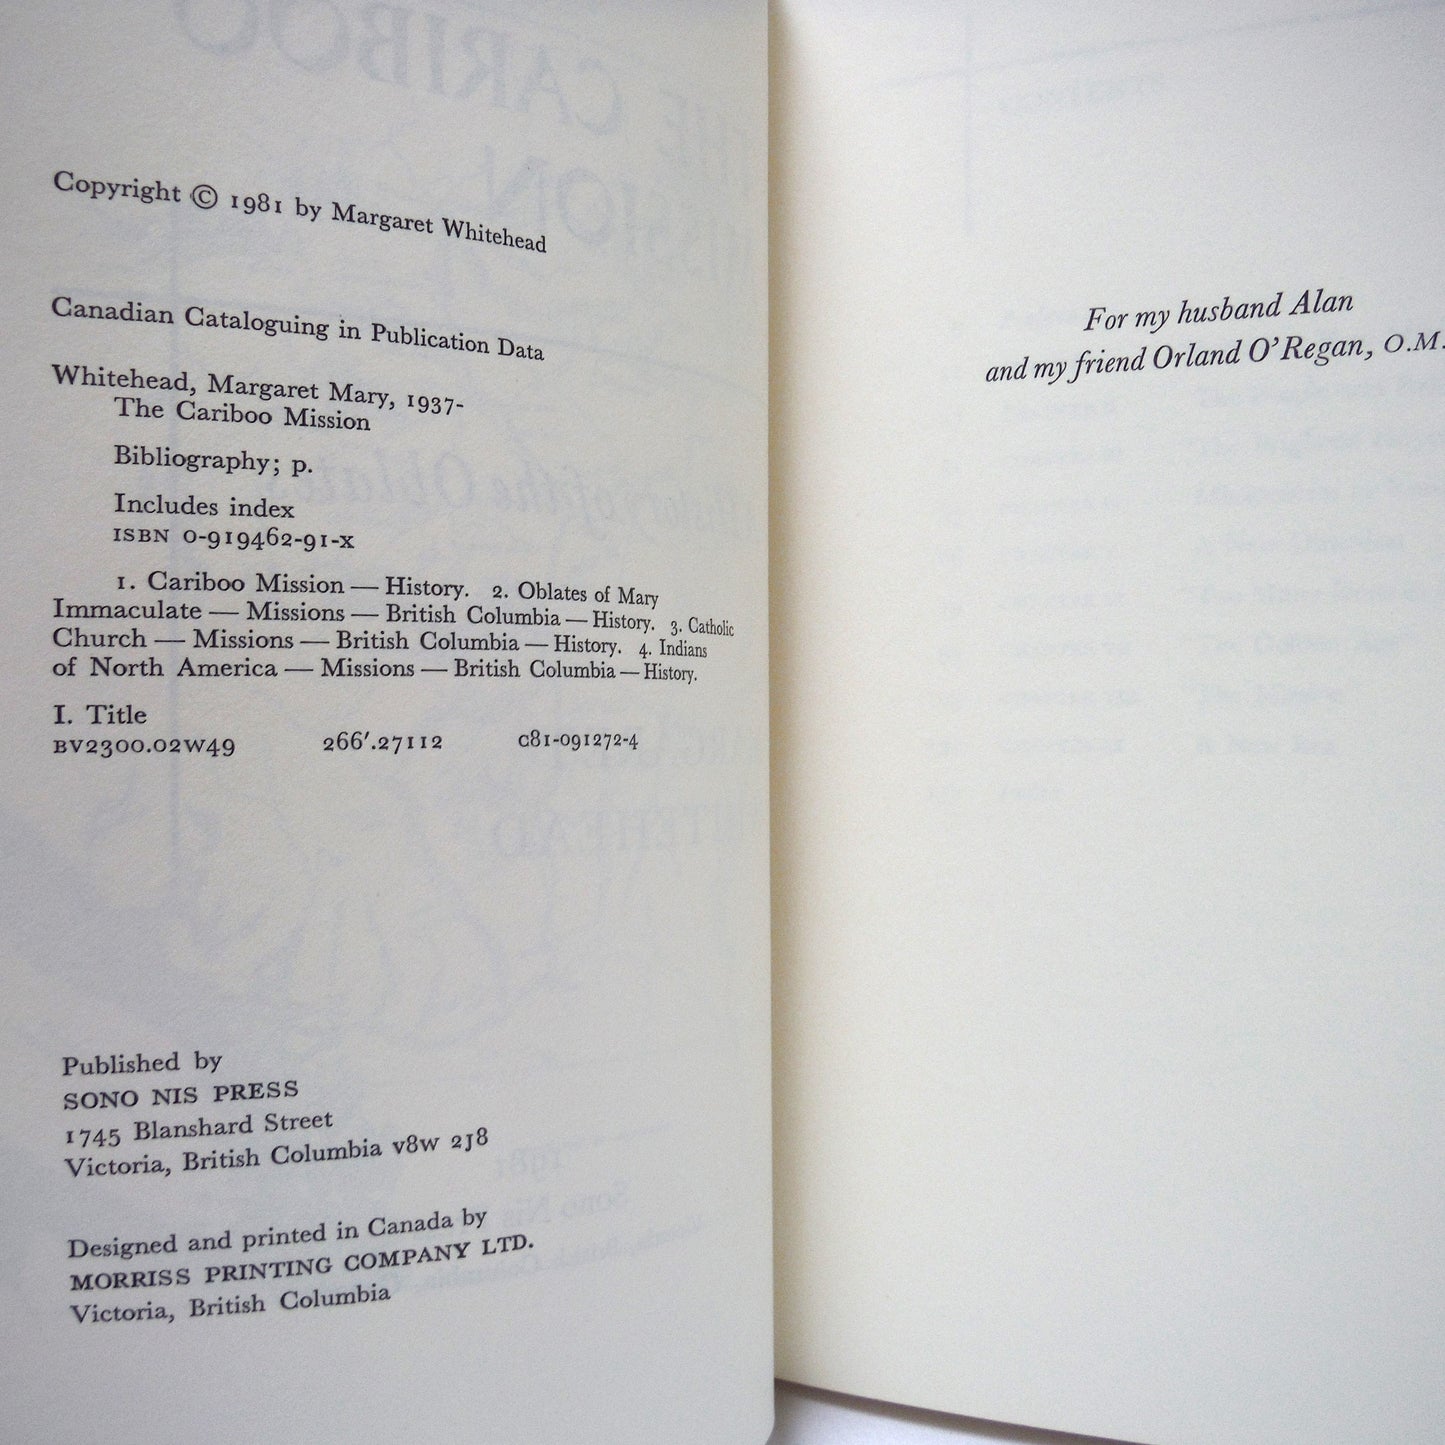 Copyright © 1981 by Margaret Whitehead
Canadian Cataloguing in Publication Data
Whitehead, Margaret Mary, 1937-
The Cariboo Mission
Bibliography; p.
Includes index
ISBN 0-919462-91-X
1. Cariboo Mission — History. 2. Oblates of Mary
Immaculate — Missions — British Columbia — History. 3. Catholic
Church — Missions — British Columbia — History. 4. Indians
of North America — Missions — British Columbia — History.
I. Title
BV2300.02W49 266'.27112 C81-091272-4
Published by
SONO NIS PRESS
1745 Blanshard Street
Victoria, British Columbia V8W 2J8
Designed and printed in Canada by
MORRISS PRINTING COMPANY LTD.
Victoria, British Columbia
For my husband Alan
and my friend Orland O'Regan, O.M.